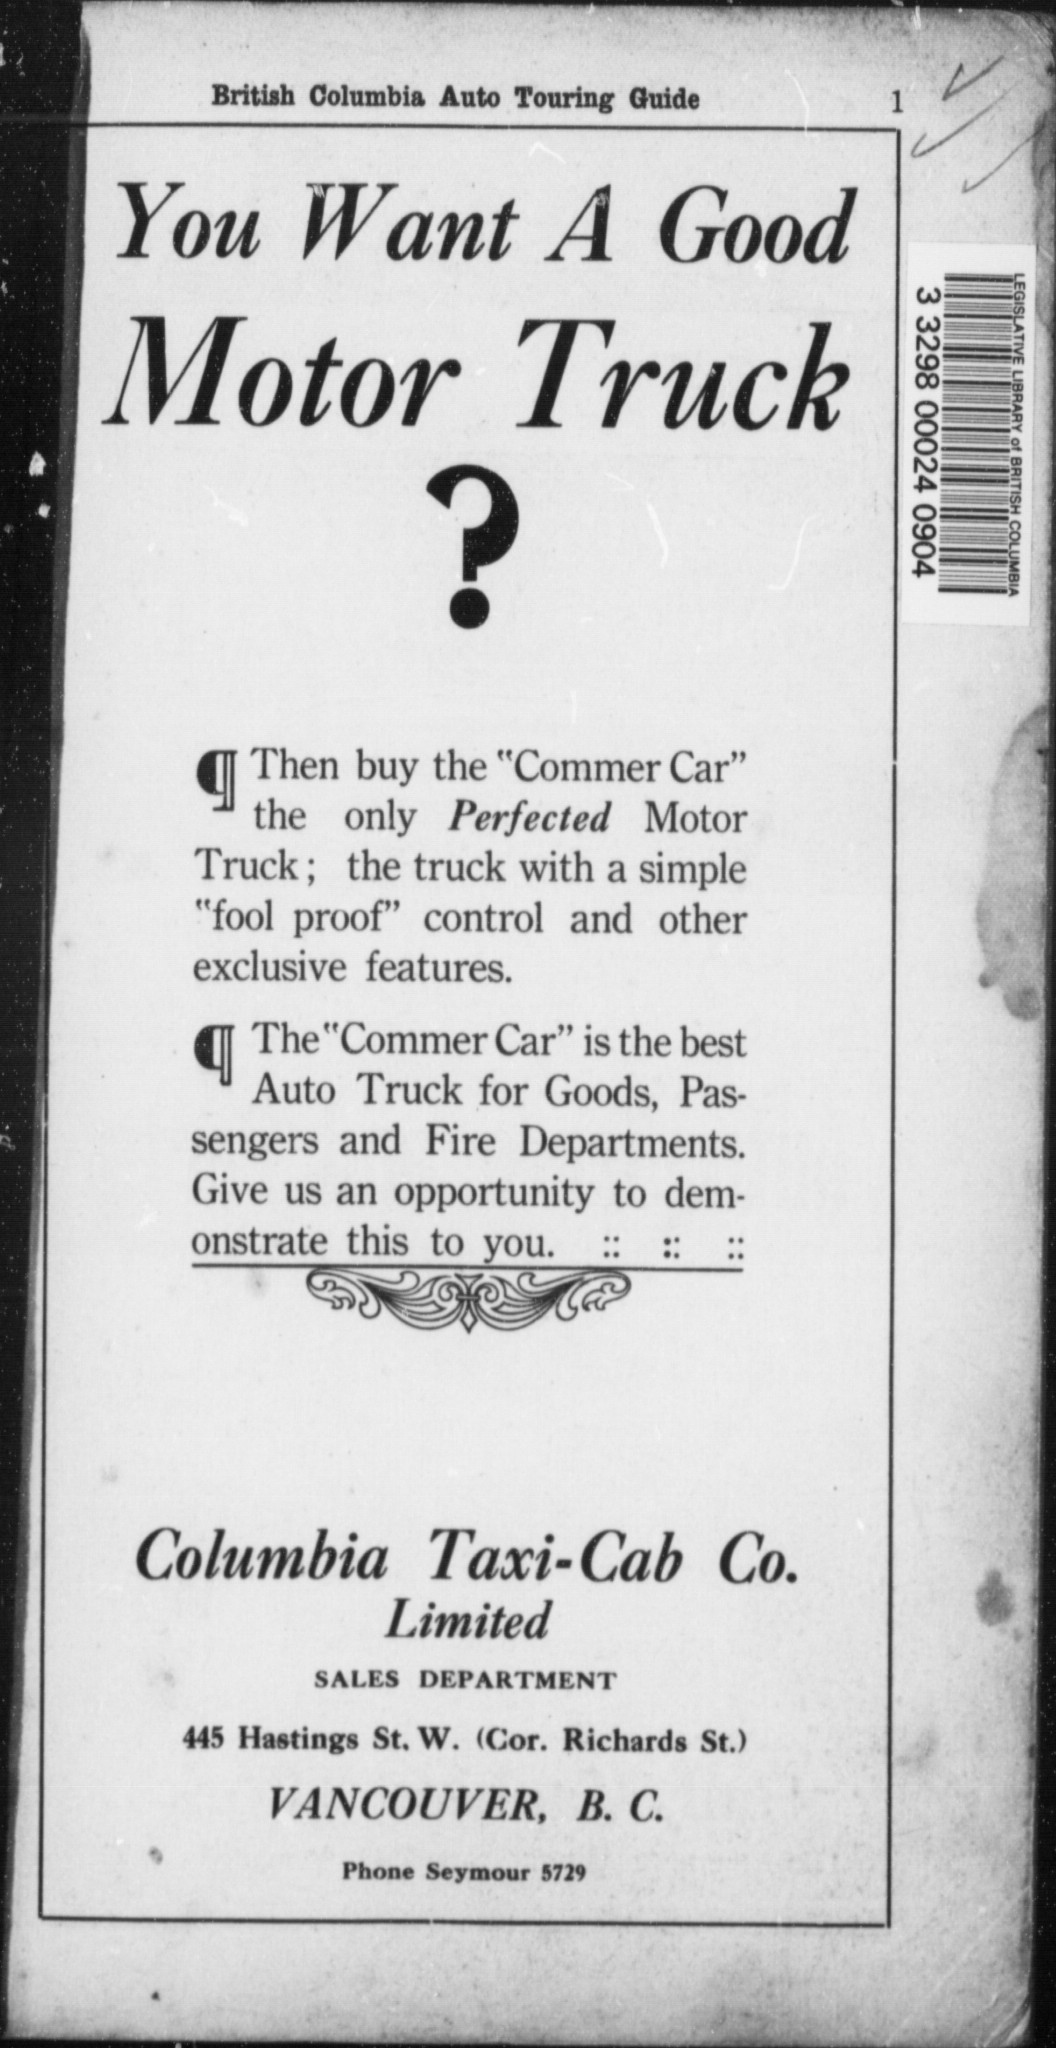 British Columbia Auto Touring Guide 1
You Want A Good
Motor Truck
?
¶ Then buy the "Commer Car"
the only Perfected Motor
Truck; the truck with a simple
"fool proof" control and other
exclusive features.
¶ The "Commer Car" is the best
Auto Truck for Goods, Pas-
sengers and Fire Departments.
Give us an opportunity to dem-
onstrate this to you. :: :: ::
Columbia Taxi-Cab Co.
Limited
SALES DEPARTMENT
445 Hastings St. W. (Cor. Richards St.)
VANCOUVER, B. C.
Phone Seymour 5729
LEGISLATIVE LIBRARY of BRITISH COLUMBIA
3 3298 00024 0904